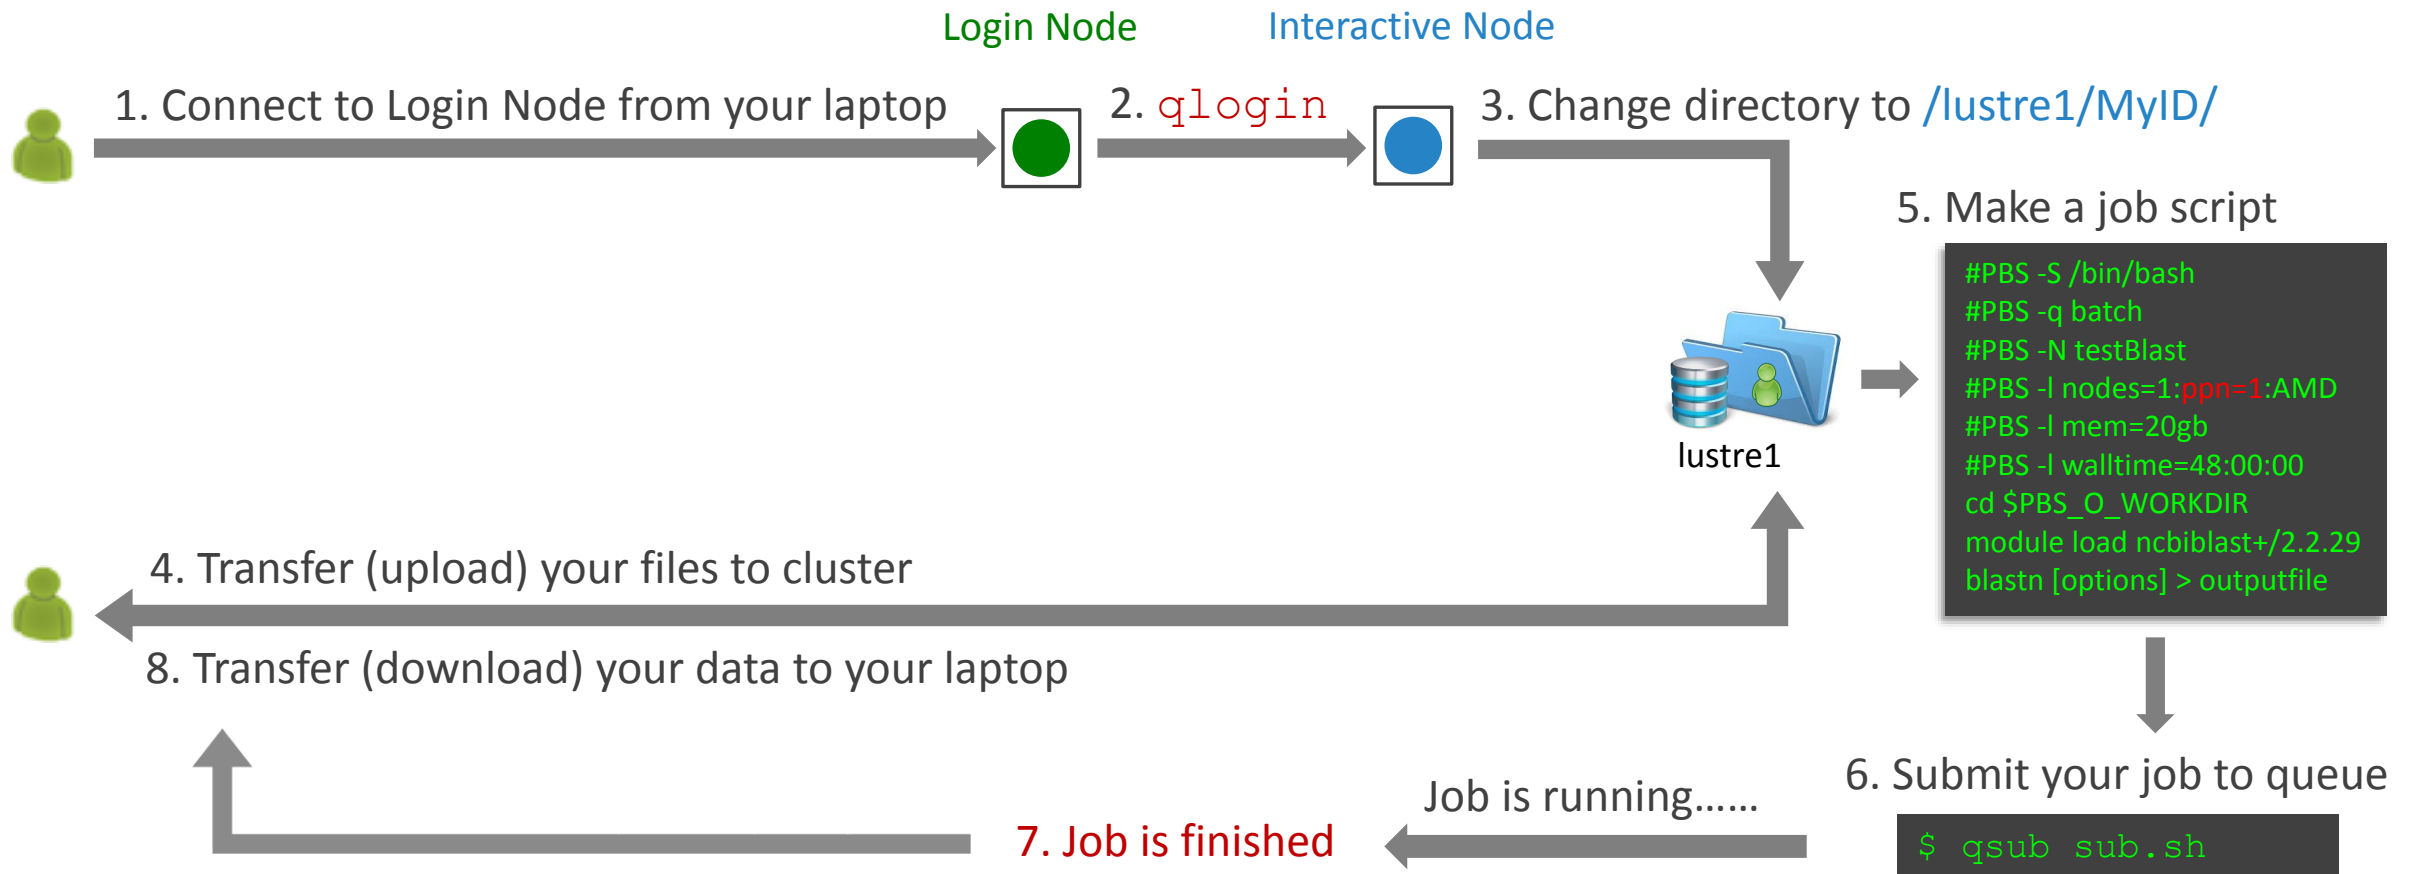 Login Node
Interactive Node
1. Connect to Login Node from your laptop
2. qlogin
3. Change directory to /lustre1/MyID/
lustre1
4. Transfer (upload) your files to cluster
5. Make a job script
#PBS -S /bin/bash
#PBS -q batch
#PBS -N testBlast
#PBS -l nodes=1:ppn=1:AMD
#PBS -l mem=20gb
#PBS -l walltime=48:00:00
cd $PBS_O_WORKDIR
module load ncbiblast+/2.2.29
blastn [options] > outputfile
6. Submit your job to queue
$ qsub sub.sh
Job is running......
7. Job is finished
8. Transfer (download) your data to your laptop